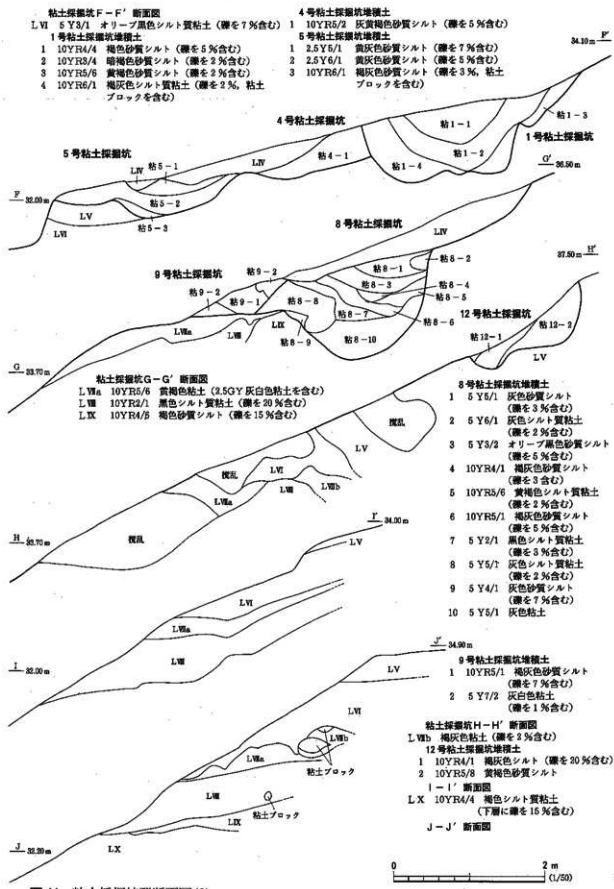 粘土採掘坑F-F′断面図
LⅥ 5Y3/1 オリーブ黒色シルト質粘土（礫を7％含む）
1号粘土採掘坑堆積土
1 10YR4/4 褐色砂質シルト（礫を5％含む）
2 10YR3/4 暗褐色砂質シルト（礫を2％含む）
3 10YR5/6 黄褐色砂質シルト（礫を2％含む）
4 10YR6/1 褐灰色シルト質粘土（礫を2％，粘土
ブロックを含む）
4号粘土採掘坑堆積土
1 10YR5/2 灰黄褐色砂質シルト（礫を5％含む）
5号粘土採掘坑堆積土
1 2.5Y5/1 黄灰色砂質シルト（礫を7％含む）
2 2.5Y6/1 黄灰色砂質シルト（礫を5％含む）
3 10YR6/1 褐灰色砂質シルト（礫を3％，粘土
ブロックを含む）
34.10m F′
粘1-3
粘1-1
4号粘土採掘坑
粘1-2
1号粘土採掘坑
5号粘土採掘坑
LⅣ
粘5-1
LⅣ
粘4-1
粘1-4
G′
36.50m
F 32.00m
粘5-2
LⅤ
LⅥ
粘5-3
8号粘土採掘坑
LⅣ
9号粘土採掘坑
粘9-2
粘8-1
粘8-2
H′
37.50m
粘9-2
粘9-1
粘8-8
粘8-3
粘8-4
粘8-5
12号粘土採掘坑
LⅦa
LⅧ
LⅨ
粘8-7
粘8-6
粘8-9
粘8-10
粘12-1
粘12-2
LⅤ
G 33.70m
粘土採掘坑G-G′断面図
LⅦa 10YR5/6 黄褐色粘土（2.5GY灰白色粘土を含む）
LⅧ 10YR2/1 黒色シルト質粘土（礫を20％含む）
LⅨ 10YR4/6 褐色砂質シルト（礫を15％含む）
8号粘土採掘坑堆積土
1 5Y5/1 灰色砂質シルト
（礫を3％含む）
2 5Y6/1 灰色シルト質粘土
（礫を2％含む）
3 5Y3/2 オリーブ黒色砂質シルト
（礫を5％含む）
4 10YR4/1 褐灰色砂質シルト
（礫を3含む）
5 10YR5/6 黄褐色シルト質粘土
（礫を2％含む）
6 10YR5/1 褐灰色砂質シルト
（礫を5％含む）
7 5Y2/1 黒色シルト質粘土
（礫を3％含む）
8 5Y5/1 灰色シルト質粘土
（礫を2％含む）
9 5Y4/1 灰色砂質シルト
（礫を7％含む）
10 5Y5/1 灰色粘土
撹乱
LⅤ
撹乱
LⅥ
LⅦa
LⅧ
LⅦb
H 33.70m
撹乱
I′ 34.00m
LⅤ
LⅥ
LⅦa
LⅧ
I 32.00m
J′ 34.90m
LⅤ
9号粘土採掘坑堆積土
1 10YR5/1 褐灰色砂質シルト
（礫を7％含む）
2 5Y7/2 灰白色粘土
（礫を1％含む）
LⅥ
LⅦb
LⅦa
粘土ブロック
粘土採掘坑H-H′断面図
LⅦb 褐灰色粘土（礫を2％含む）
12号粘土採掘坑堆積土
1 10YR4/1 褐灰色シルト（礫を20％含む）
2 10YR5/8 黄褐色砂質シルト
I-I′断面図
LⅩ 10YR4/4 褐色シルト質粘土
（下層に礫を15％含む）
J-J′断面図
LⅧ
粘土ブロック
LⅨ
J 32.20m
LⅩ
0 2m
(1/50)